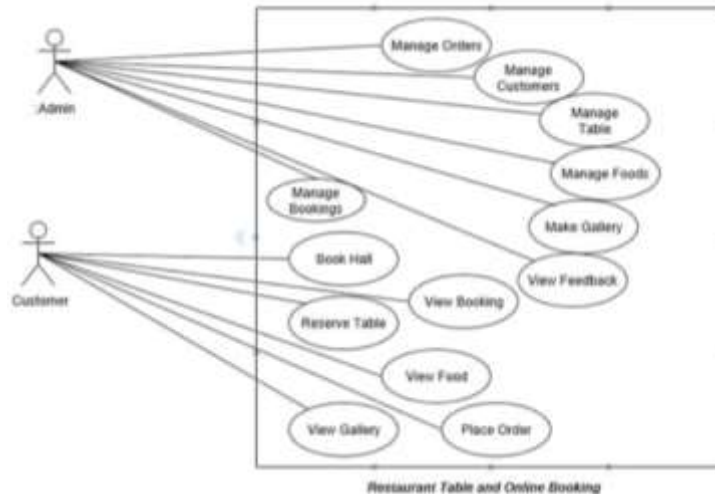 Manage Orders
Manage
Customers
:Admin
Manage
Table
Manage Foods
Manage
Bookings
Make Gallery
Book Hall
View Feedback
Customer
View Booking
Reserve Table
View Food
View Gallery
Place Order
Restaurant Table and Online Booking